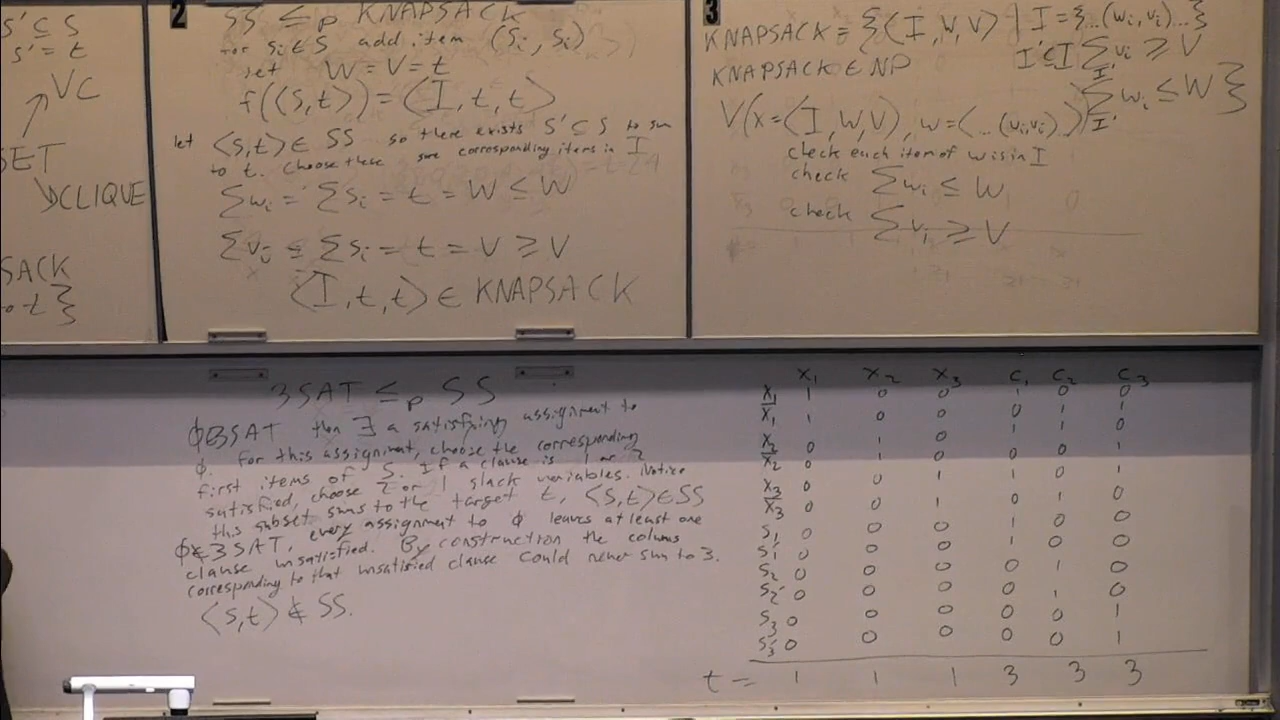 S' ⊆ S
s' = t
VC
SET
CLIQUE
SACK
to t }
2
SS ≤p KNAPSACK
for si ∈ S add item (si, si)
set W = V = t
f(⟨S,t⟩) = ⟨I, t, t⟩
let ⟨S,t⟩ ∈ SS so there exists S' ⊆ S to sum
to t. Choose these same corresponding items in I
Σwi = Σsi = t = W ≤ W
Σvi = Σsi = t = V ≥ V
⟨I, t, t⟩ ∈ KNAPSACK
3
KNAPSACK = {⟨I, W, V⟩ | I = {...(wi, vi)...}
I' ⊆ I Σ vi ≥ V
I'
KNAPSACK ∈ NP
Σ wi ≤ W }
I'
V(x = ⟨I, W, V⟩, w = ⟨...(wi, vi)...⟩)
check each item of w is in I
check Σwi ≤ W
check Σvi ≥ V
3SAT ≤p SS
ϕ∈3SAT then ∃ a satisfying assignment to
ϕ. For this assignment, choose the corresponding
first items of S. If a clause is 1 or 2
satisfied, choose 2 or 1 slack variables. Notice
this subset sums to the target t, ⟨S,t⟩ ∈ SS
ϕ∉3SAT, every assignment to ϕ leaves at least one
clause unsatisfied. By construction the column
corresponding to that unsatisfied clause could never sum to 3.
⟨S,t⟩ ∉ SS.
x1 x2 x3 c1 c2 c3
x1 1 0 0 1 0 0
x̅1 1 0 0 0 1 1
x2 0 1 0 1 1 0
x̅2 0 1 0 0 0 1
x3 0 0 1 1 0 1
x̅3 0 0 1 0 1 0
s1 0 0 0 1 0 0
s1' 0 0 0 1 0 0
s2 0 0 0 0 1 0
s2' 0 0 0 0 1 0
s3 0 0 0 0 0 1
s3' 0 0 0 0 0 1
t = 1 1 1 3 3 3